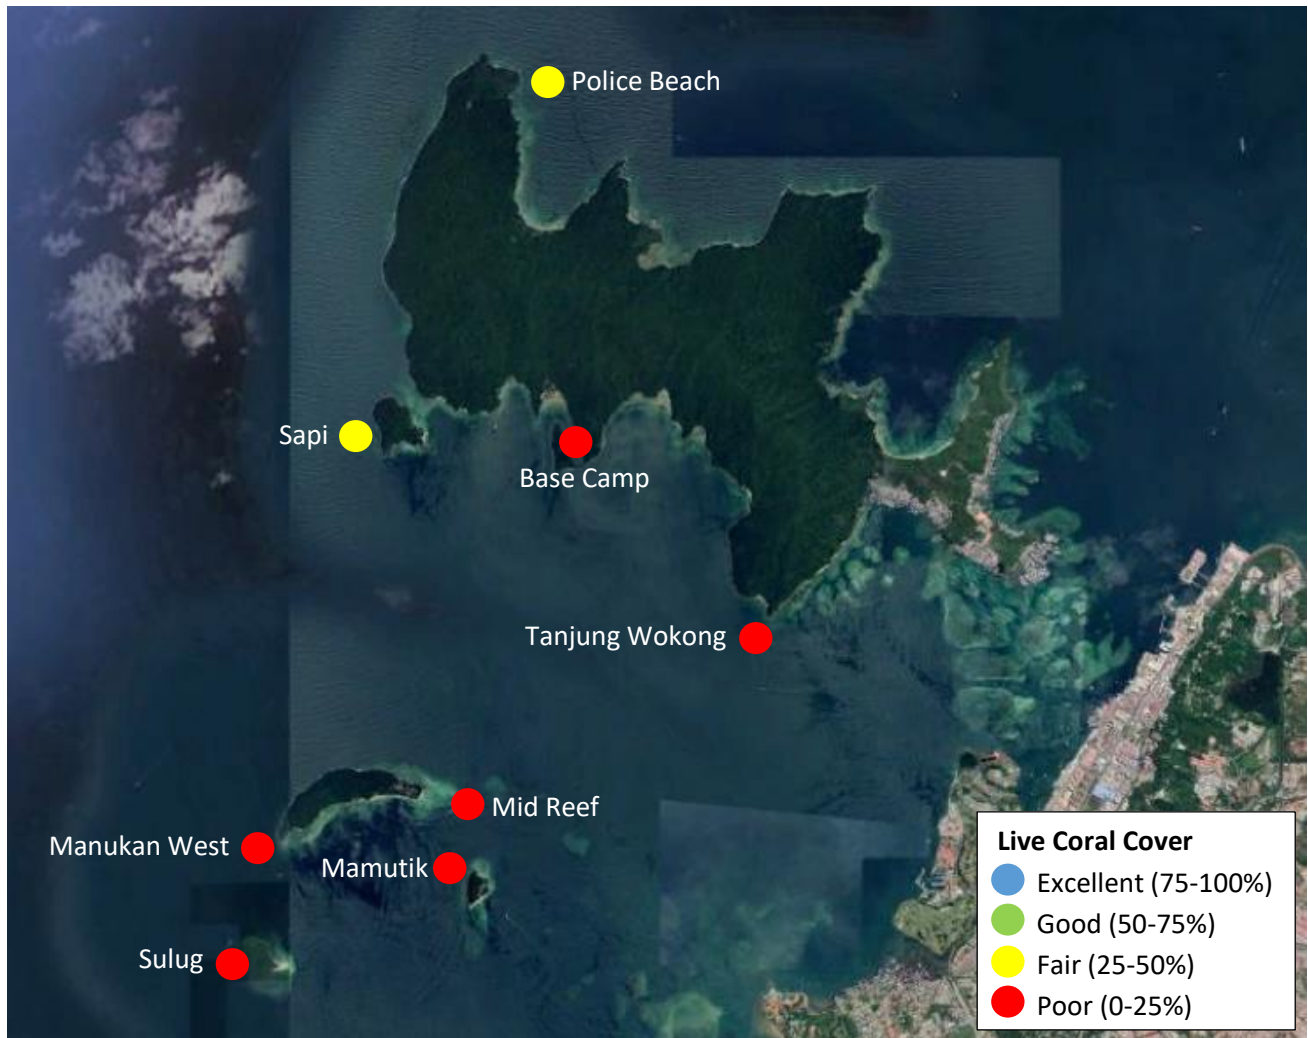 Police Beach
Sapi
Base Camp
Tanjung Wokong
Mid Reef
Manukan West
Mamutik
Sulug
Live Coral Cover
Excellent (75-100%)
Good (50-75%)
Fair (25-50%)
Poor (0-25%)